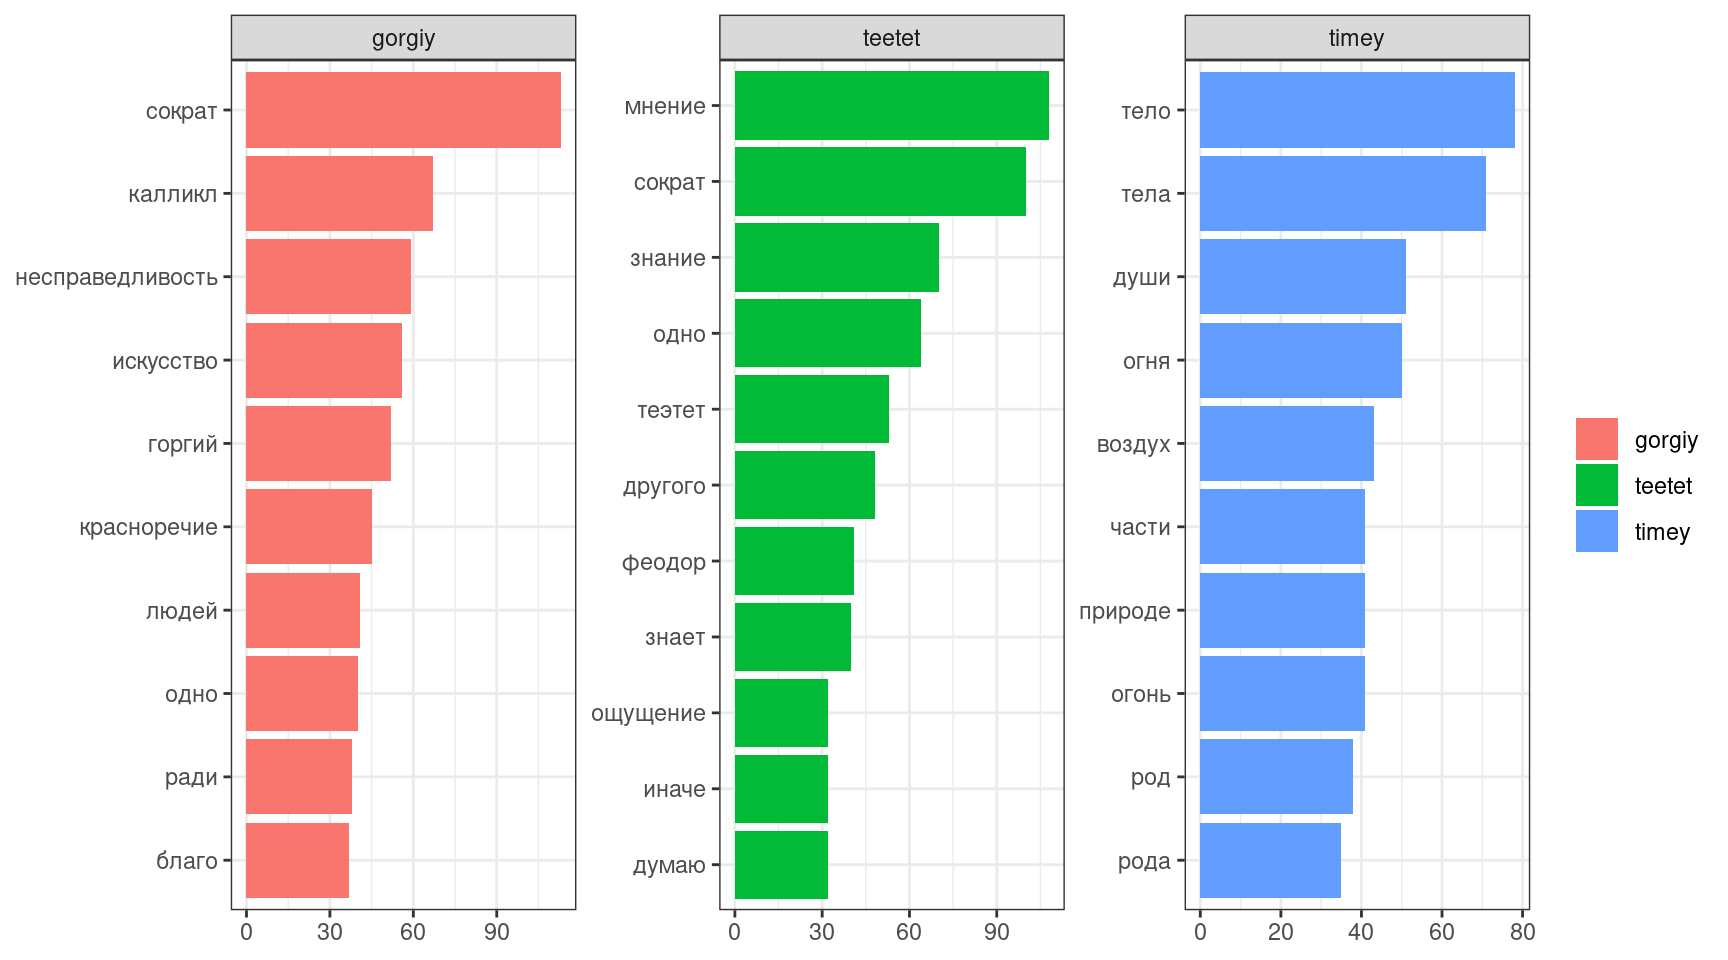 gorgiy
сократ
калликл
несправедливость
искусство
горгий
красноречие
людей
одно
ради
благо
0 30 60 90
teetet
мнение
сократ
знание
одно
теэтет
другого
феодор
знает
ощущение
иначе
думаю
0 30 60 90
timey
тело
тела
души
огня
воздух
части
природе
огонь
род
рода
0 20 40 60 80
gorgiy
teetet
timey